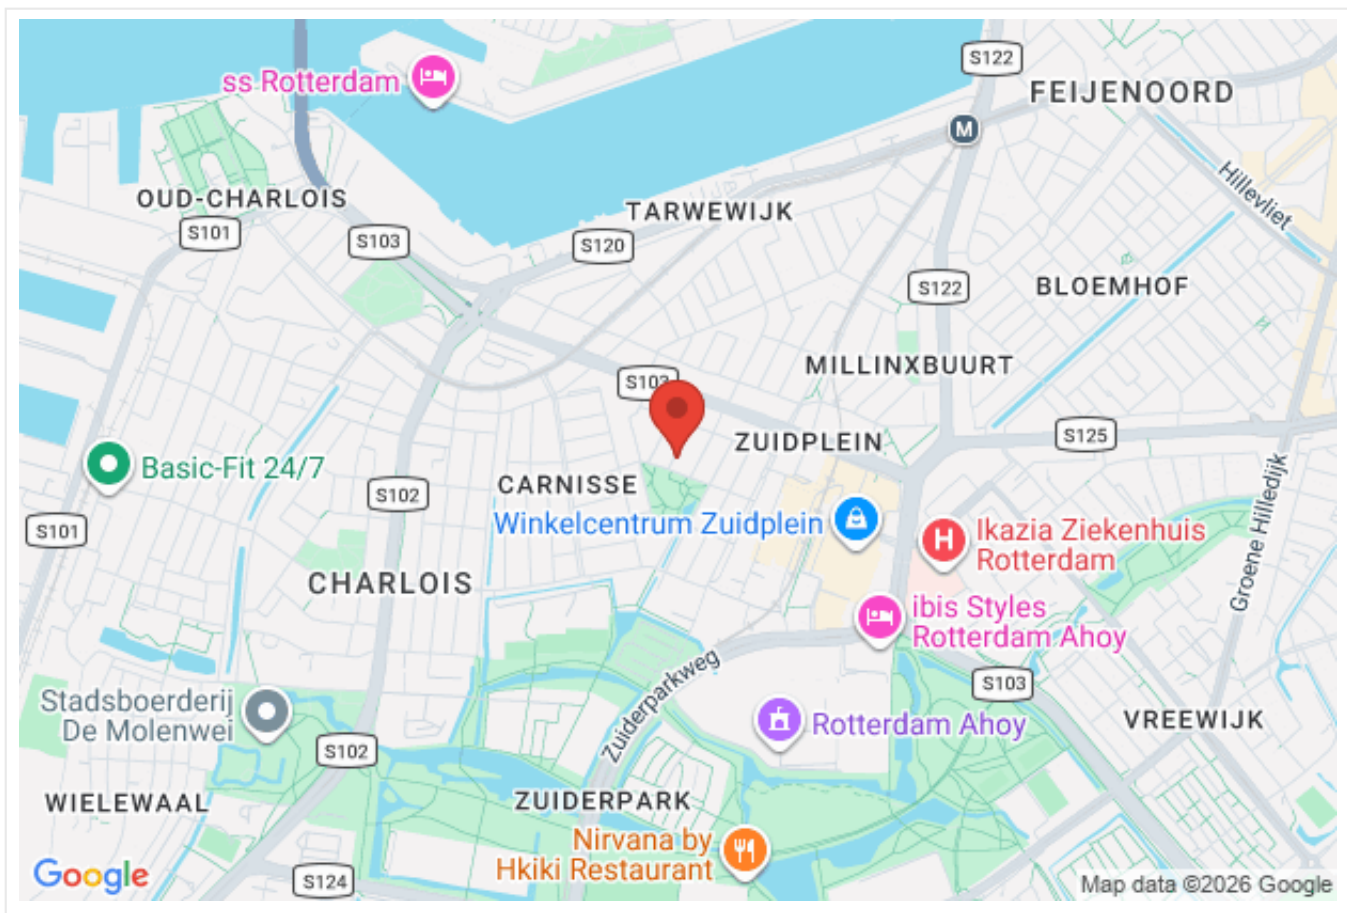 S122
FEIJENOORD
ss Rotterdam
M
Hillevliet
OUD-CHARLOIS
TARWEWIJK
S101
S103
S120
BLOEMHOF
S122
MILLINXBUURT
S103
S125
ZUIDPLEIN
Basic-Fit 24/7
CARNISSE
S102
Winkelcentrum Zuidplein
S101
H
Ikazia Ziekenhuis
Rotterdam
Groene Hilledijk
CHARLOIS
ibis Styles
Rotterdam Ahoy
Zuiderparkweg
S103
Stadsboerderij
De Molenwei
Rotterdam Ahoy
VREEWIJK
S102
WIELEWAAL
ZUIDERPARK
Nirvana by
Hkiki Restaurant
Google
S124
Map data ©2026 Google